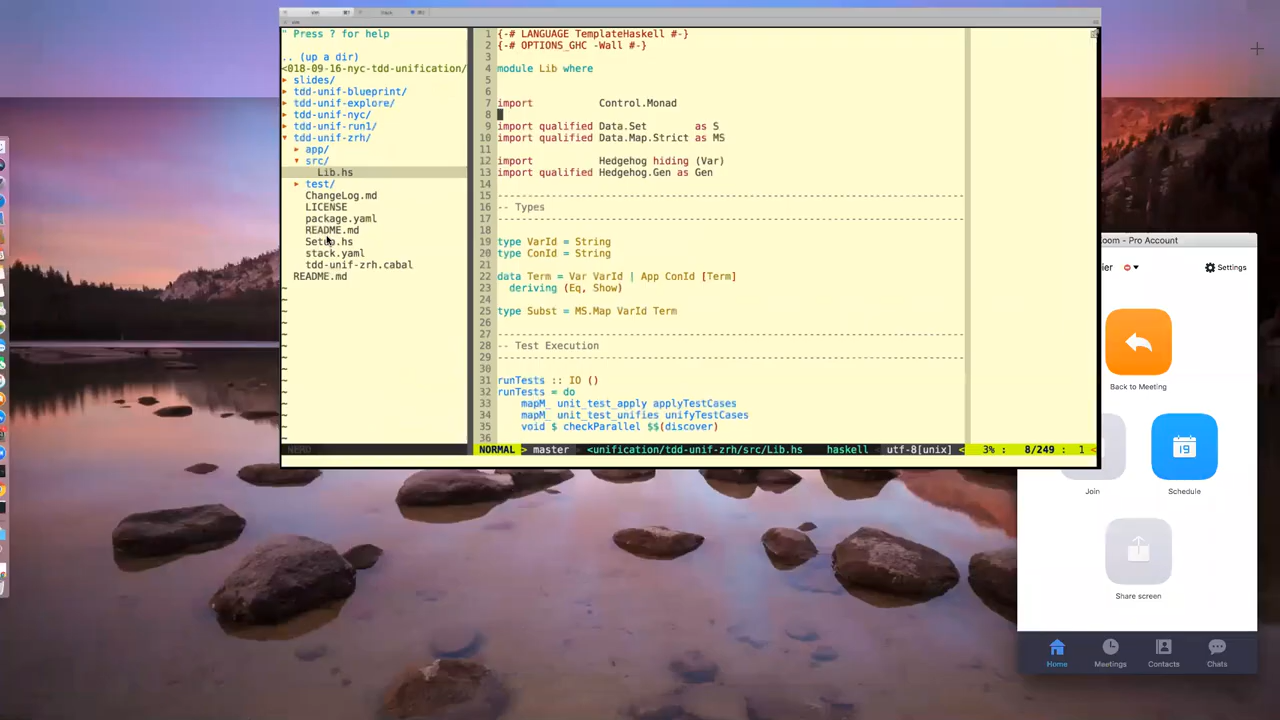 vim
track
vim
" Press ? for help
.. (up a dir)
<018-09-16-nyc-tdd-unification/
slides/
tdd-unif-blueprint/
tdd-unif-explore/
tdd-unif-nyc/
tdd-unif-run1/
tdd-unif-zrh/
app/
src/
Lib.hs
test/
ChangeLog.md
LICENSE
package.yaml
README.md
Setup.hs
stack.yaml
tdd-unif-zrh.cabal
README.md
NERD
1 {-# LANGUAGE TemplateHaskell #-}
2 {-# OPTIONS_GHC -Wall #-}
3
4 module Lib where
5
6
7 import Control.Monad
8
9 import qualified Data.Set as S
10 import qualified Data.Map.Strict as MS
11
12 import Hedgehog hiding (Var)
13 import qualified Hedgehog.Gen as Gen
14
15 --------------------------------------------------------------------------------
16 -- Types
17 --------------------------------------------------------------------------------
18
19 type VarId = String
20 type ConId = String
21
22 data Term = Var VarId | App ConId [Term]
23 deriving (Eq, Show)
24
25 type Subst = MS.Map VarId Term
26
27 --------------------------------------------------------------------------------
28 -- Test Execution
29 --------------------------------------------------------------------------------
30
31 runTests :: IO ()
32 runTests = do
33 mapM_ unit_test_apply applyTestCases
34 mapM_ unit_test_unifies unifyTestCases
35 void $ checkParallel $$(discover)
36
NORMAL > master <unification/tdd-unif-zrh/src/Lib.hs haskell < utf-8[unix] < 3% : 8/249 : 1 <
oom - Pro Account
ier
Settings
Back to Meeting
Join
19
Schedule
Share screen
Home
Meetings
Contacts
Chats